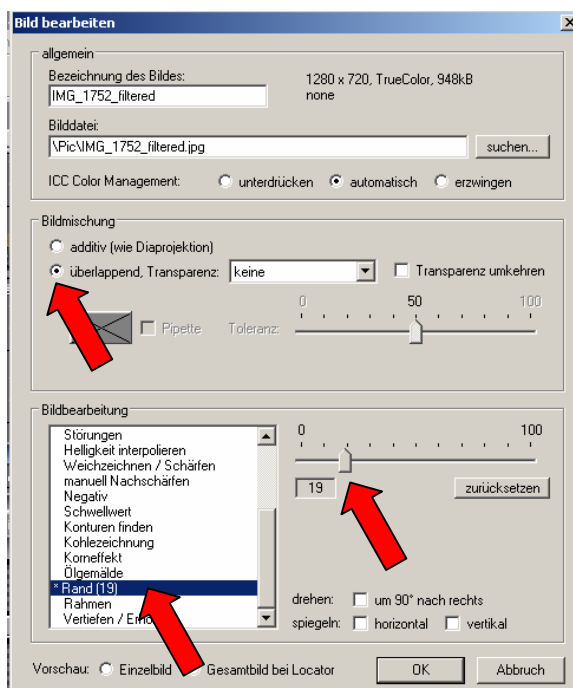 Bild bearbeiten
allgemein
Bezeichnung des Bildes:
IMG_1752_filtered
1280 x 720, TrueColor, 948kB
none
Bilddatei:
\Pic\IMG_1752_filtered.jpg
suchen...
ICC Color Management: unterdrücken automatisch erzwingen
Bildmischung
additiv (wie Diaprojektion)
überlappend, Transparenz: keine Transparenz umkehren
0 50 100
Pipette Toleranz:
Bildbearbeitung
Störungen
Helligkeit interpolieren
Weichzeichnen / Schärfen
manuell Nachschärfen
Negativ
Schwellwert
Konturen finden
Kohlezeichnung
Korneffekt
Ölgemälde
* Rand (19)
Rahmen
Vertiefen /
0 100
19 zurücksetzen
drehen: um 90° nach rechts
spiegeln: horizontal vertikal
Vorschau: Einzelbild Gesamtbild bei Locator OK Abbruch